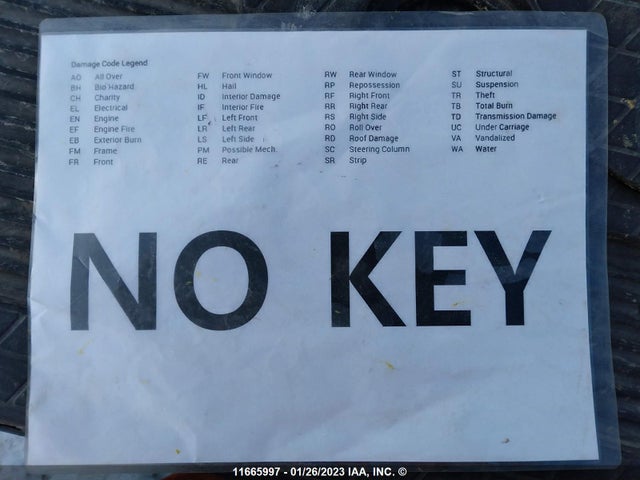 Damage Code Legend
AO All Over
BH Bio Hazard
CH Charity
EL Electrical
EN Engine
EF Engine Fire
EB Exterior Burn
FM Frame
FR Front
FW Front Window
HL Hail
ID Interior Damage
IF Interior Fire
LF Left Front
LR Left Rear
LS Left Side
PM Possible Mech.
RE Rear
RW Rear Window
RP Repossession
RF Right Front
RR Right Rear
RS Right Side
RO Roll Over
RD Roof Damage
SC Steering Column
SR Strip
ST Structural
SU Suspension
TR Theft
TB Total Burn
TD Transmission Damage
UC Under Carriage
VA Vandalized
WA Water
NO KEY
11665997 - 01/26/2023 IAA, INC. ©